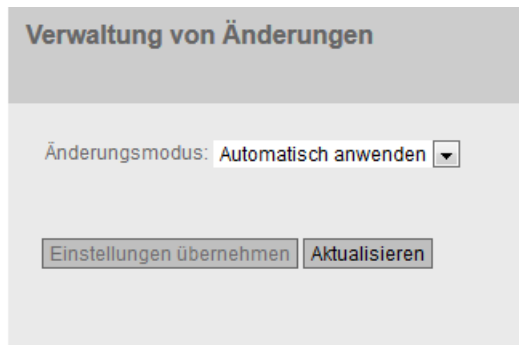 Verwaltung von Änderungen
Änderungsmodus: Automatisch anwenden
Einstellungen übernehmen Aktualisieren